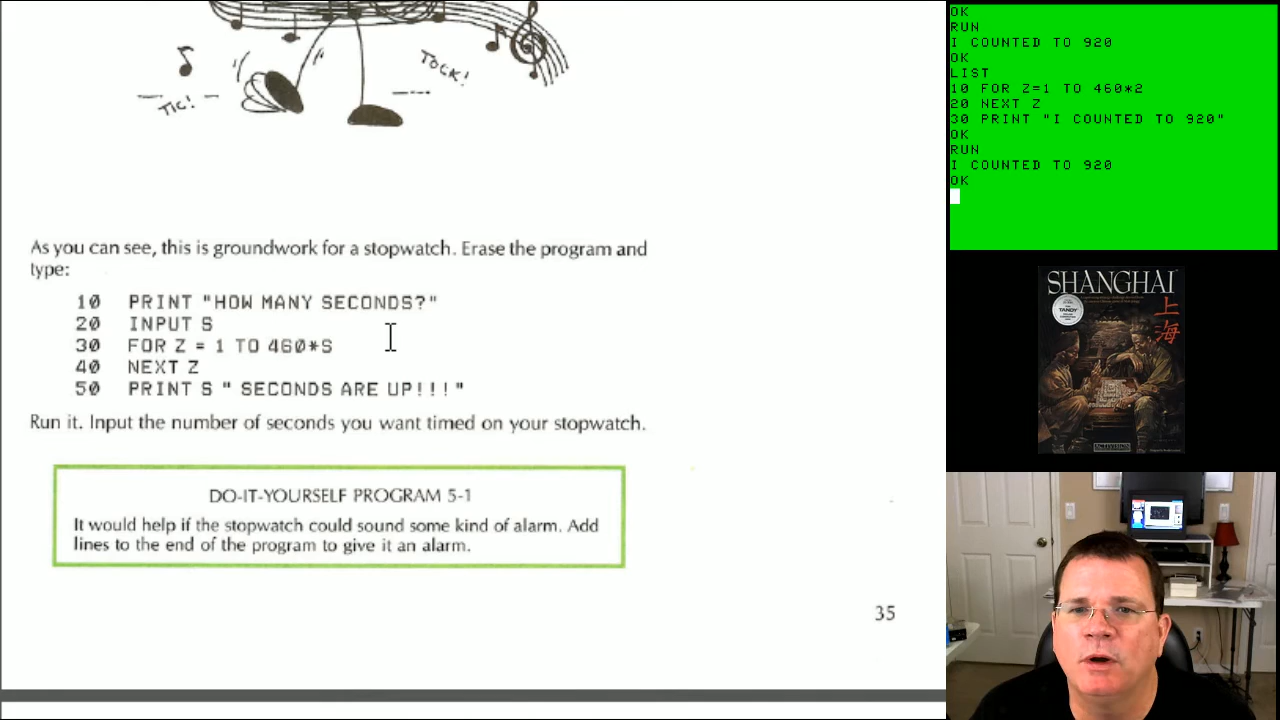 TIC!
TOCK!
As you can see, this is groundwork for a stopwatch. Erase the program and
type:
10 PRINT "HOW MANY SECONDS?"
20 INPUT S
30 FOR Z = 1 TO 460*S
40 NEXT Z
50 PRINT S " SECONDS ARE UP!!!"
Run it. Input the number of seconds you want timed on your stopwatch.
DO-IT-YOURSELF PROGRAM 5-1
It would help if the stopwatch could sound some kind of alarm. Add
lines to the end of the program to give it an alarm.
35
OK
RUN
I COUNTED TO 920
OK
LIST
10 FOR Z=1 TO 460*2
20 NEXT Z
30 PRINT "I COUNTED TO 920"
OK
RUN
I COUNTED TO 920
OK
SHANGHAI
TANDY
上海
ACTIVISION